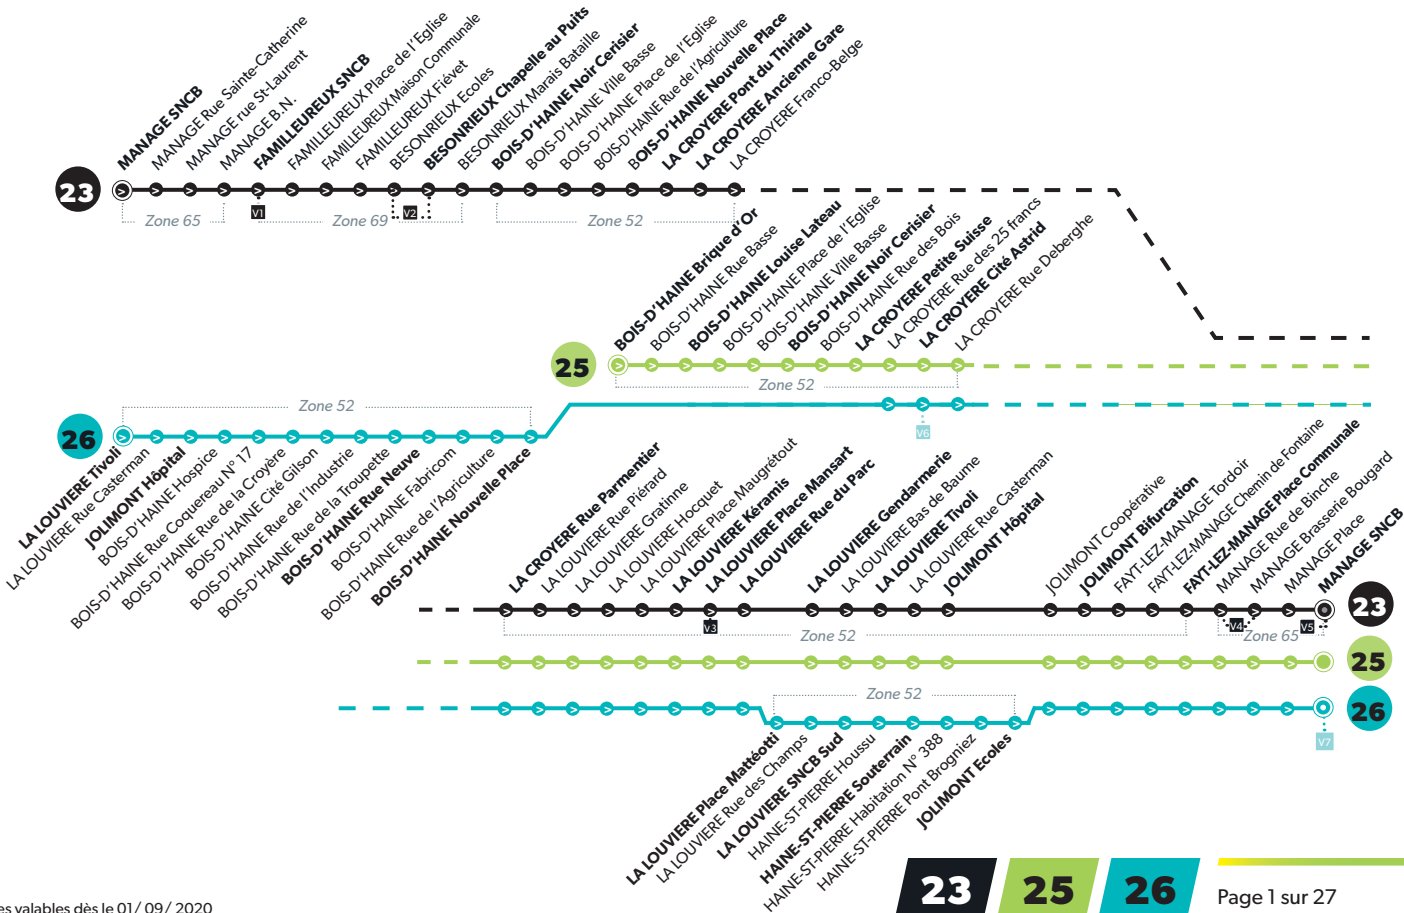 MANAGE SNCB
MANAGE Rue Sainte-Catherine
MANAGE rue St-Laurent
MANAGE B.N.
FAMILLEUREUX SNCB
FAMILLEUREUX Place de l'Eglise
FAMILLEUREUX Maison Communale
FAMILLEUREUX Fiévet
BESONRIEUX Ecoles
BESONRIEUX Chapelle au Puits
BESONRIEUX Marais Bataille
BOIS-D'HAINE Noir Cerisier
BOIS-D'HAINE Ville Basse
BOIS-D'HAINE Place de l'Eglise
BOIS-D'HAINE Rue de l'Agriculture
BOIS-D'HAINE Nouvelle Place
LA CROYERE Pont du Thiriau
LA CROYERE Ancienne Gare
LA CROYERE Franco-Belge
23
V1
V2
Zone 65
Zone 69
Zone 52
BOIS-D'HAINE Brique d'Or
BOIS-D'HAINE Rue Basse
BOIS-D'HAINE Louise Lateau
BOIS-D'HAINE Place de l'Eglise
BOIS-D'HAINE Ville Basse
BOIS-D'HAINE Noir Cerisier
BOIS-D'HAINE Rue des Bois
LA CROYERE Petite Suisse
LA CROYERE Rue des 25 francs
LA CROYERE Cité Astrid
LA CROYERE Rue Deberghe
25
Zone 52
Zone 52
26
V6
LA LOUVIERE Tivoli
LA LOUVIERE Rue Casterman
JOLIMONT Hôpital
BOIS-D'HAINE Hospice
BOIS-D'HAINE Rue Coquereau N° 17
BOIS-D'HAINE Rue de la Croyère
BOIS-D'HAINE Cité Gilson
BOIS-D'HAINE Rue de l'Industrie
BOIS-D'HAINE Rue de la Troupette
BOIS-D'HAINE Rue Neuve
BOIS-D'HAINE Fabricom
BOIS-D'HAINE Rue de l'Agriculture
BOIS-D'HAINE Nouvelle Place
LA CROYERE Rue Parmentier
LA LOUVIERE Rue Piérard
LA LOUVIERE Gratinne
LA LOUVIERE Hocquet
LA LOUVIERE Place Maugrétout
LA LOUVIERE Kéramis
LA LOUVIERE Place Mansart
LA LOUVIERE Rue du Parc
LA LOUVIERE Gendarmerie
LA LOUVIERE Bas de Baume
LA LOUVIERE Tivoli
LA LOUVIERE Rue Casterman
JOLIMONT Hôpital
JOLIMONT Coopérative
JOLIMONT Bifurcation
FAYT-LEZ-MANAGE Tordoir
FAYT-LEZ-MANAGE Chemin de Fontaine
FAYT-LEZ-MANAGE Place Communale
MANAGE Rue de Binche
MANAGE Brasserie Bougard
MANAGE Place
MANAGE SNCB
23
V3
V4
V5
Zone 52
Zone 65
25
Zone 52
26
V7
LA LOUVIERE Place Mattéotti
LA LOUVIERE Rue des Champs
LA LOUVIERE SNCB Sud
HAINE-ST-PIERRE Houssu
HAINE-ST-PIERRE Souterrain
HAINE-ST-PIERRE Habitation N° 388
HAINE-ST-PIERRE Pont Brogniez
JOLIMONT Ecoles
23 25 26 Page 1 sur 27
es valables dès le 01/ 09/ 2020